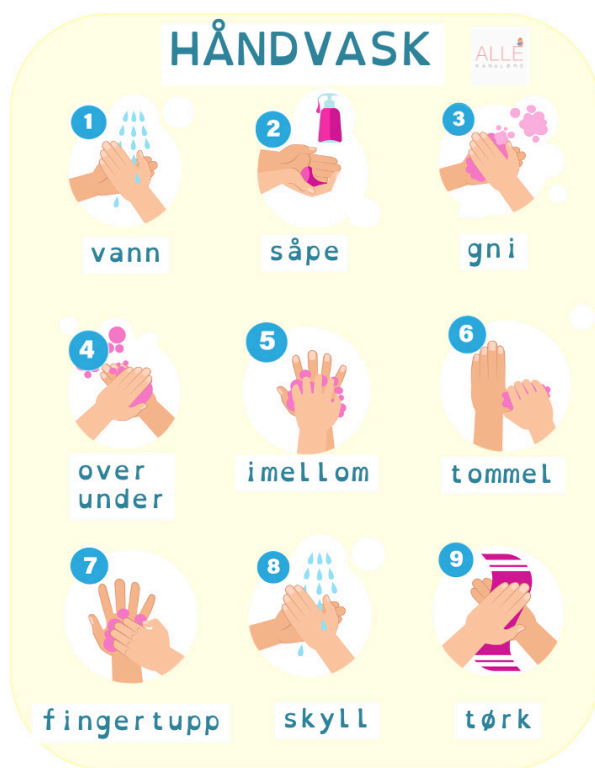 HÅNDVASK
ALLE
KANALENE
1
2
3
vann
såpe
gni
4
5
6
over
under
imellom
tommel
7
8
9
fingertupp
skyll
tørk